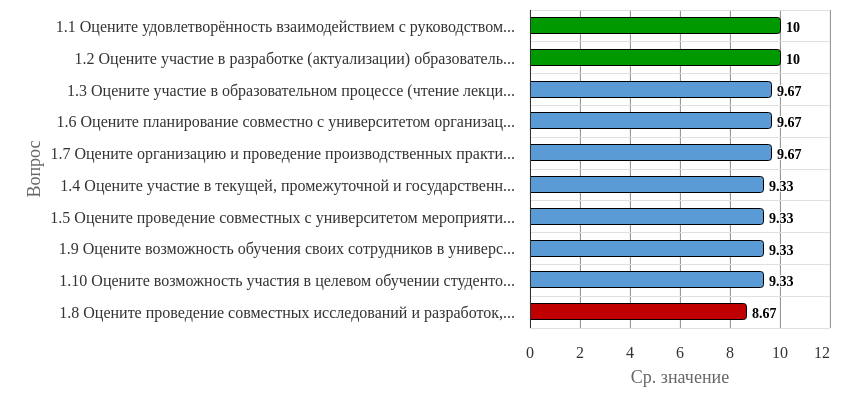 1.1 Оцените удовлетворённость взаимодействием с руководством... 10
1.2 Оцените участие в разработке (актуализации) образователь... 10
1.3 Оцените участие в образовательном процессе (чтение лекци... 9.67
1.6 Оцените планирование совместно с университетом организац... 9.67
1.7 Оцените организацию и проведение производственных практи... 9.67
1.4 Оцените участие в текущей, промежуточной и государственн... 9.33
1.5 Оцените проведение совместных с университетом мероприяти... 9.33
1.9 Оцените возможность обучения своих сотрудников в универс... 9.33
1.10 Оцените возможность участия в целевом обучении студенто... 9.33
1.8 Оцените проведение совместных исследований и разработок,... 8.67
Вопрос
0 2 4 6 8 10 12
Ср. значение